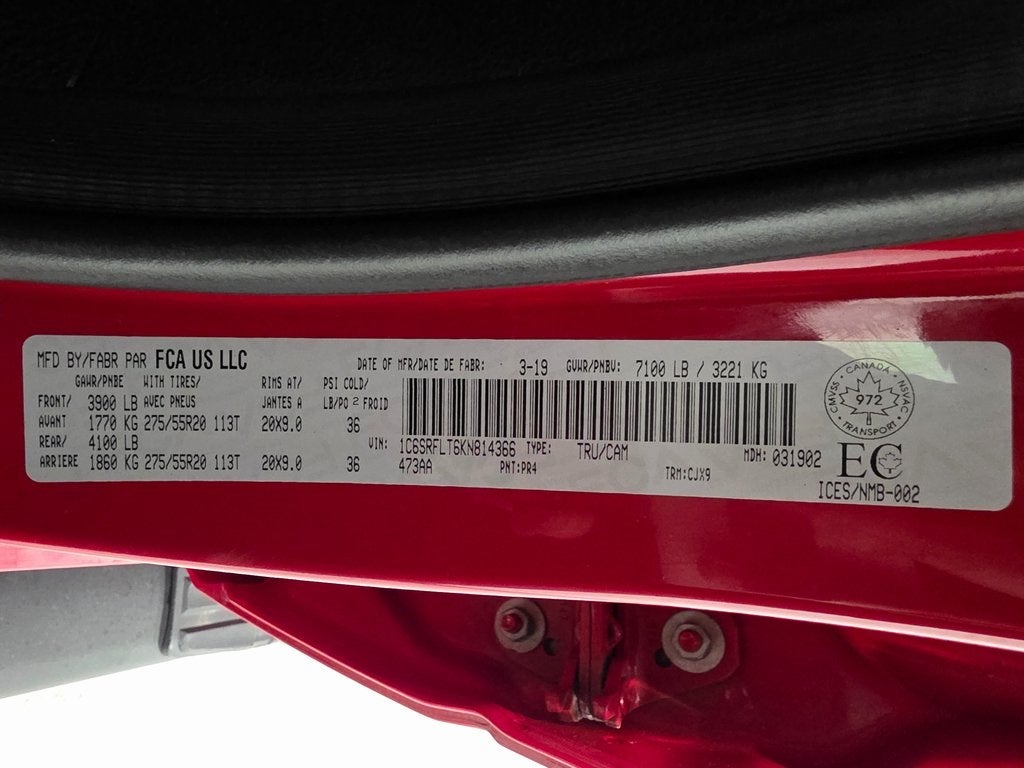 MFD BY/FABR PAR FCA US LLC
DATE OF MFR/DATE DE FABR: 3-19 GVWR/PNBV: 7100 LB / 3221 KG
GAWR/PNBE WITH TIRES/ RIMS AT/ PSI COLD/
FRONT/ 3900 LB AVEC PNEUS JANTES A LB/PO 2 FROID
AVANT 1770 KG 275/55R20 113T 20X9.0 36
REAR/ 4100 LB
ARRIERE 1860 KG 275/55R20 113T 20X9.0 36
VIN: 1C6SRFLT6KN814366 TYPE: TRU/CAM MDH: 031902
473AA PNT:PR4 TRM:CJX9
CANADA
CMVSS 972 NSVAC
TRANSPORT
EC
ICES/NMB-002